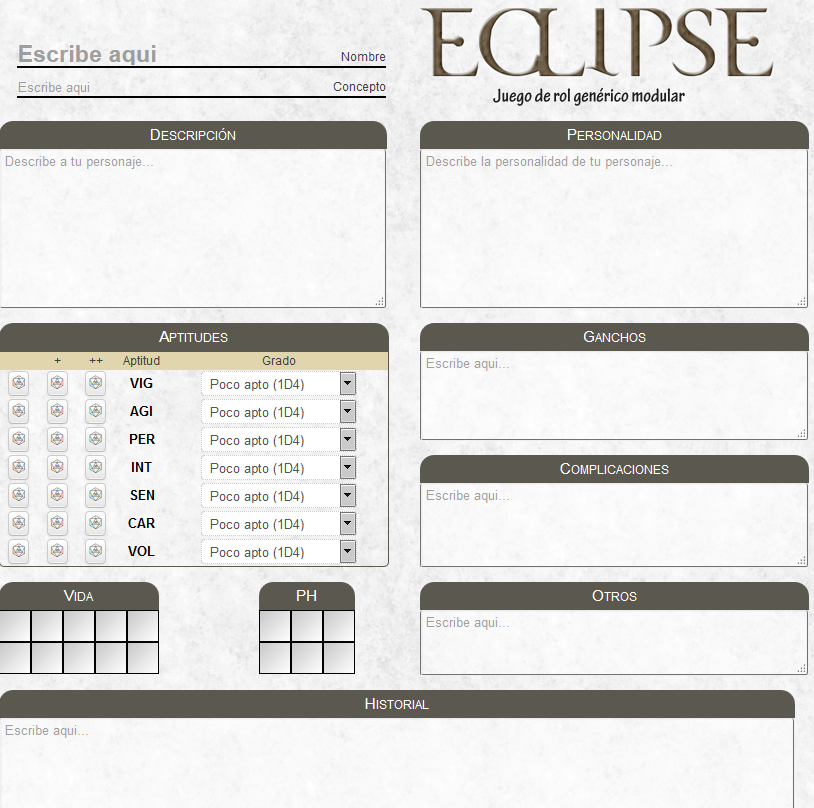 ECLIPSE
Juego de rol genérico modular
Escribe aqui
Nombre
Escribe aqui
Concepto
Descripción
Describe a tu personaje...
Personalidad
Describe la personalidad de tu personaje...
Aptitudes
+ ++ Aptitud Grado
VIG Poco apto (1D4)
AGI Poco apto (1D4)
PER Poco apto (1D4)
INT Poco apto (1D4)
SEN Poco apto (1D4)
CAR Poco apto (1D4)
VOL Poco apto (1D4)
Ganchos
Escribe aqui...
Complicaciones
Escribe aqui...
Vida
PH
Otros
Escribe aqui...
Historial
Escribe aqui...